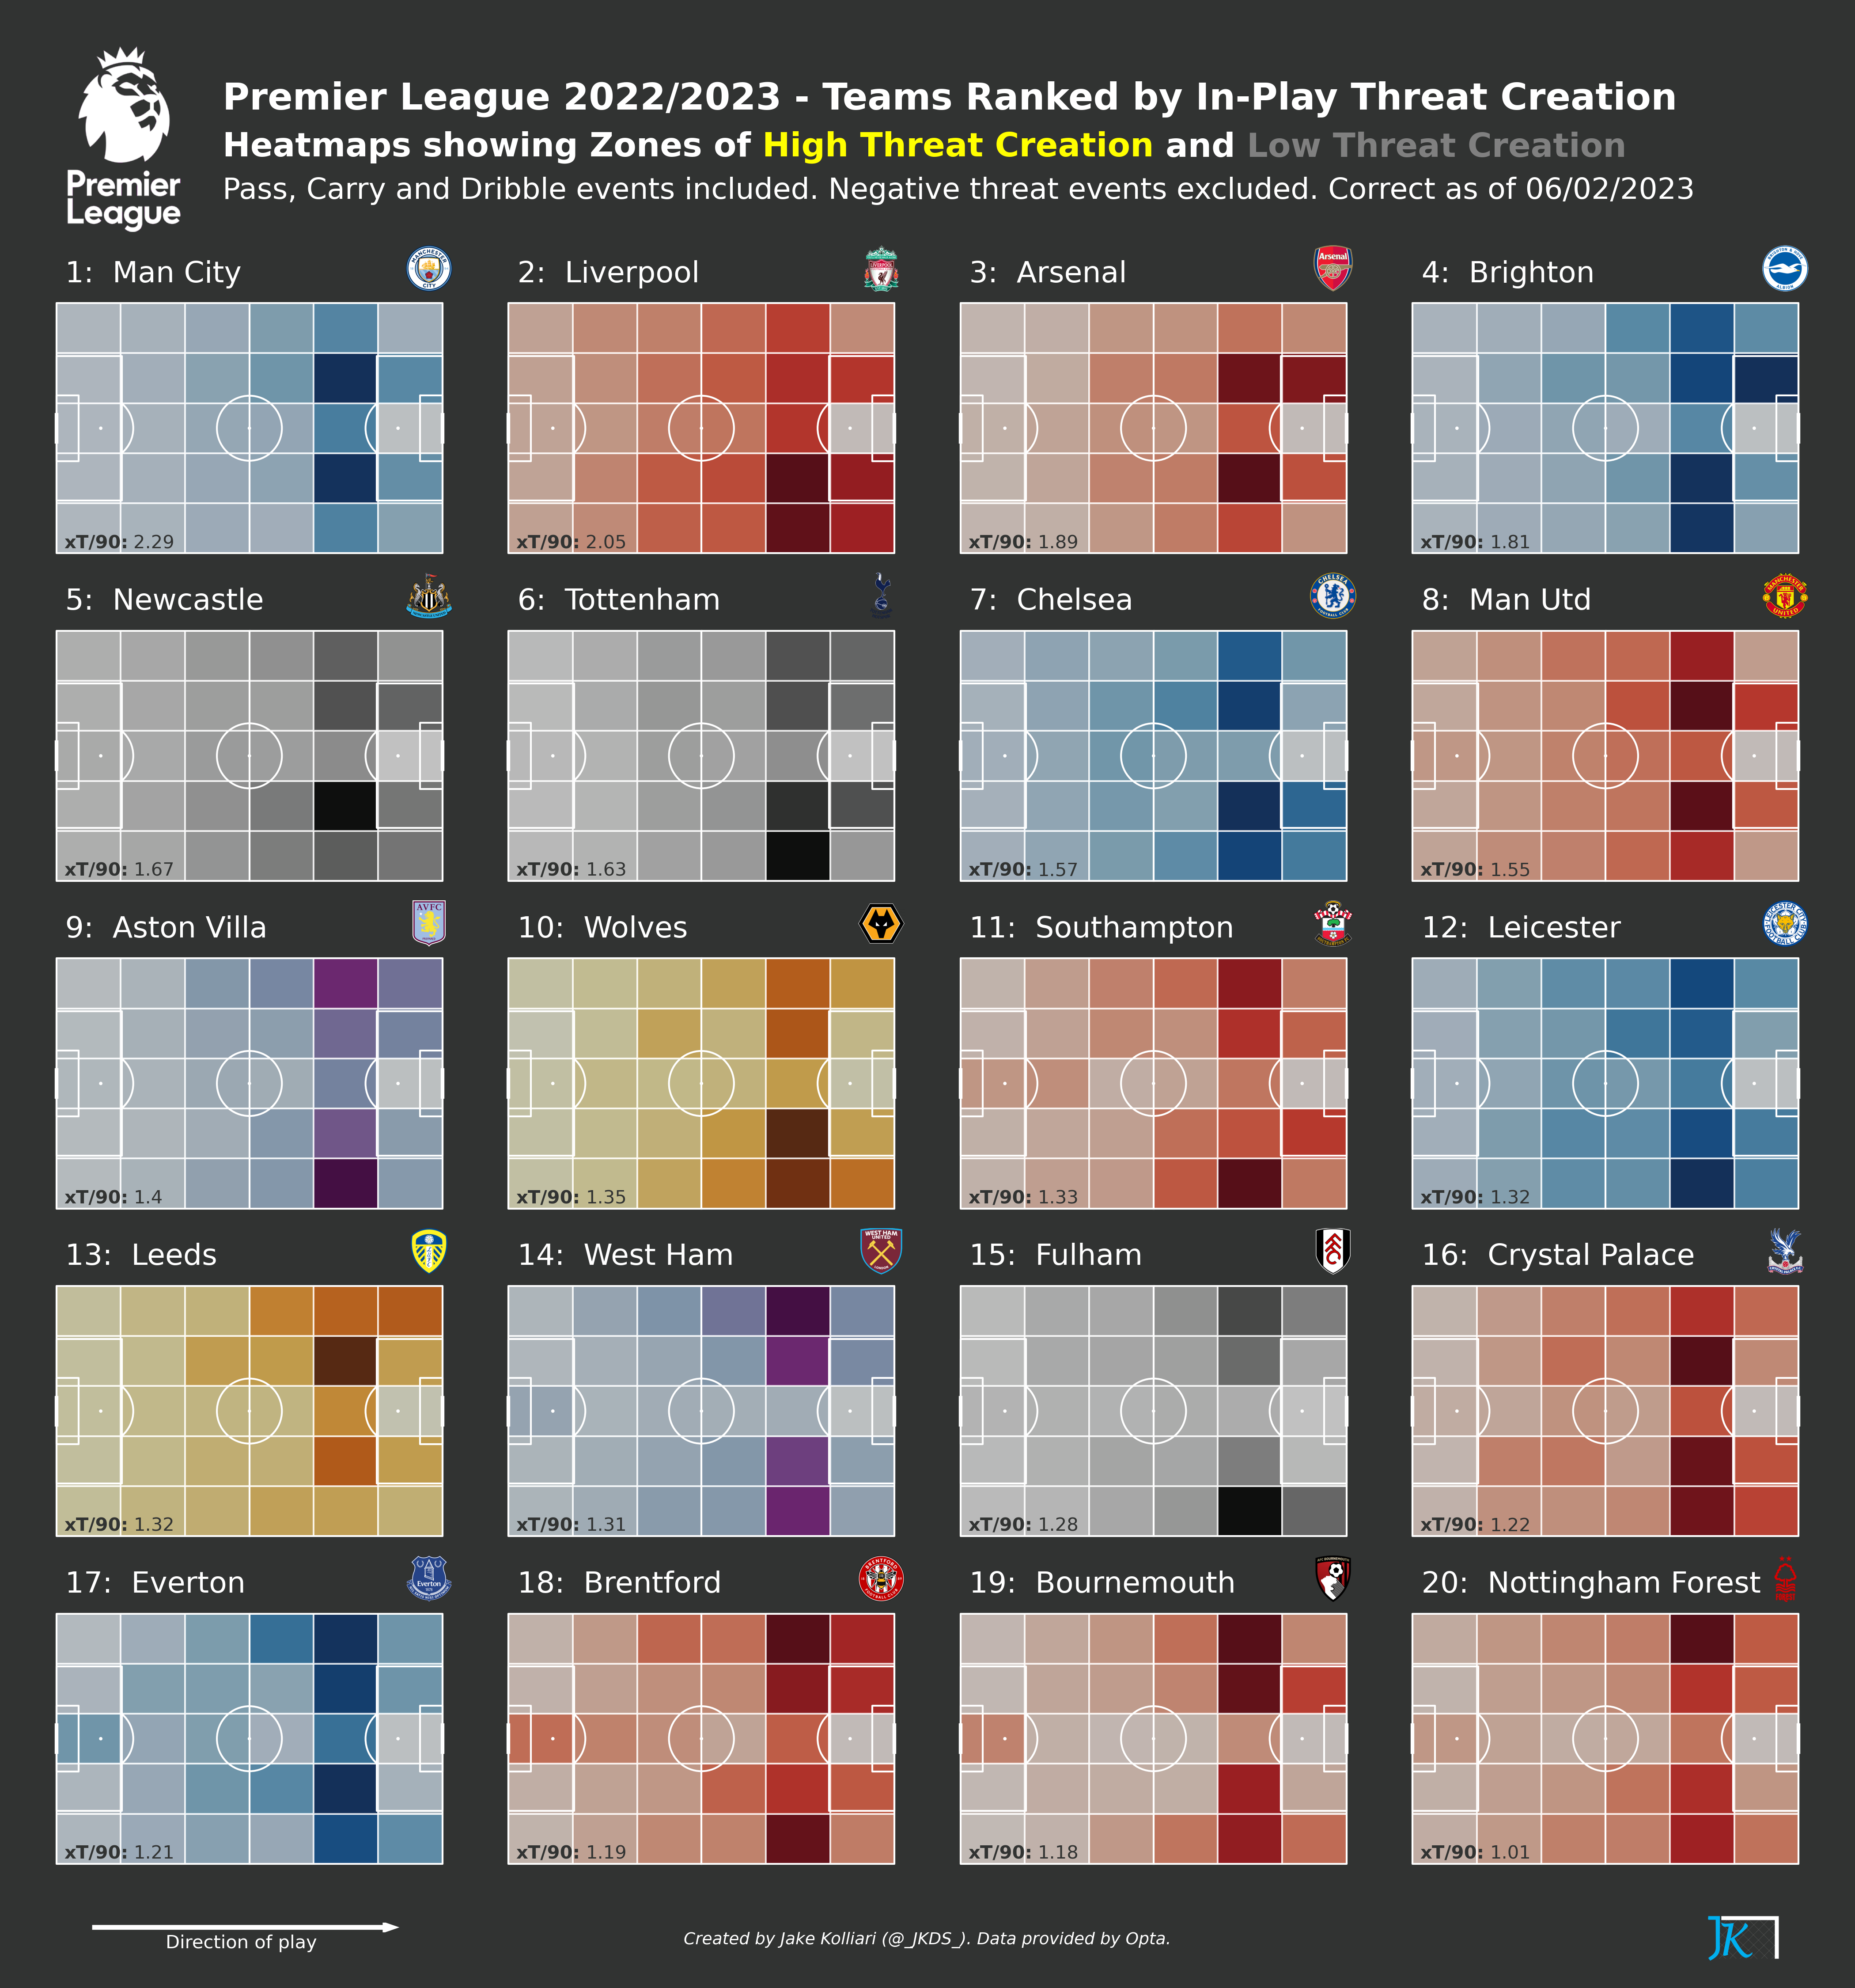 Premier League 2022/2023 - Teams Ranked by In-Play Threat Creation
Heatmaps showing Zones of High Threat Creation and Low Threat Creation
Pass, Carry and Dribble events included. Negative threat events excluded. Correct as of 06/02/2023
Premier
League
1: Man City
2: Liverpool
3: Arsenal
Arsenal
4: Brighton
xT/90: 2.29
xT/90: 2.05
xT/90: 1.89
xT/90: 1.81
5: Newcastle
6: Tottenham
7: Chelsea
8: Man Utd
xT/90: 1.67
xT/90: 1.63
xT/90: 1.57
xT/90: 1.55
9: Aston Villa
AVFC
10: Wolves
11: Southampton
12: Leicester
xT/90: 1.4
xT/90: 1.35
xT/90: 1.33
xT/90: 1.32
13: Leeds
14: West Ham
WEST HAM
UNITED
15: Fulham
16: Crystal Palace
xT/90: 1.32
xT/90: 1.31
xT/90: 1.28
xT/90: 1.22
17: Everton
Everton
18: Brentford
19: Bournemouth
20: Nottingham Forest
xT/90: 1.21
xT/90: 1.19
xT/90: 1.18
xT/90: 1.01
Direction of play
Created by Jake Kolliari (@_JKDS_). Data provided by Opta.
JK